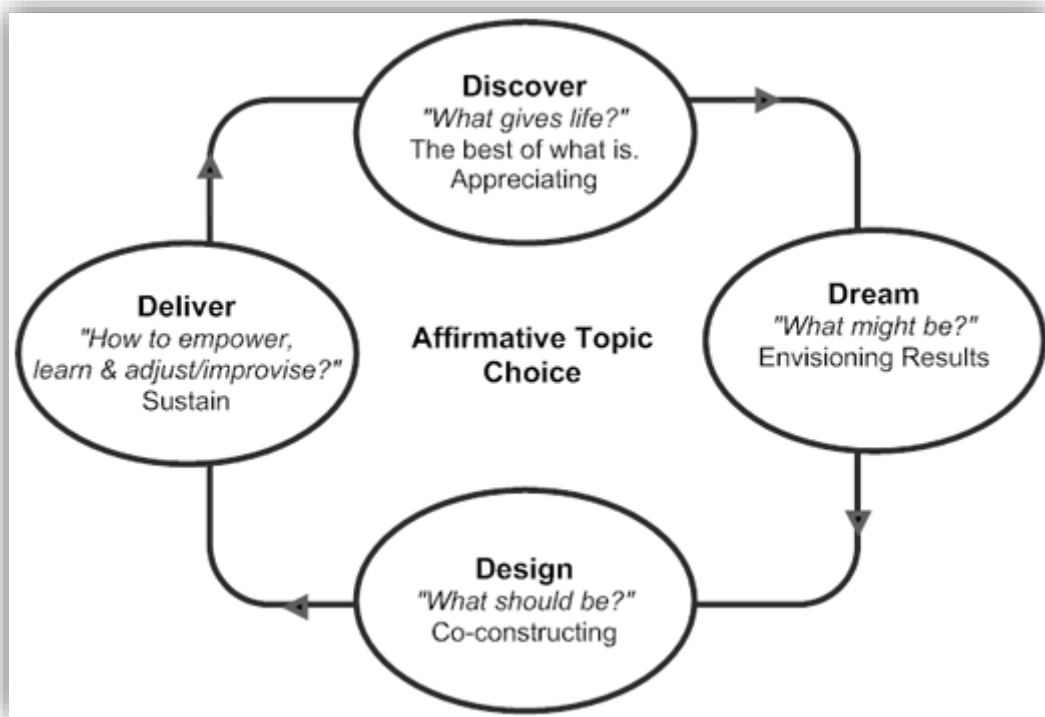 Discover
"What gives life?"
The best of what is.
Appreciating
Dream
"What might be?"
Envisioning Results
Deliver
"How to empower,
learn & adjust/improvise?"
Sustain
Affirmative Topic
Choice
Design
"What should be?"
Co-constructing